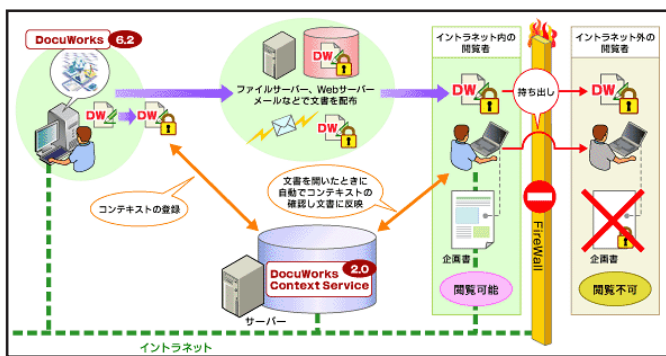 DocuWorks 6.2
DW
DW
DW
ファイルサーバー、Webサーバー
メールなどで文書を配布
DW
イントラネット内の
閲覧者
イントラネット外の
閲覧者
DW
持ち出し
DW
コンテキストの登録
文書を開いたときに
自動でコンテキストの
確認し文書に反映
DocuWorks 2.0
Context Service
サーバー
企画書
閲覧可能
FireWall
企画書
閲覧不可
イントラネット